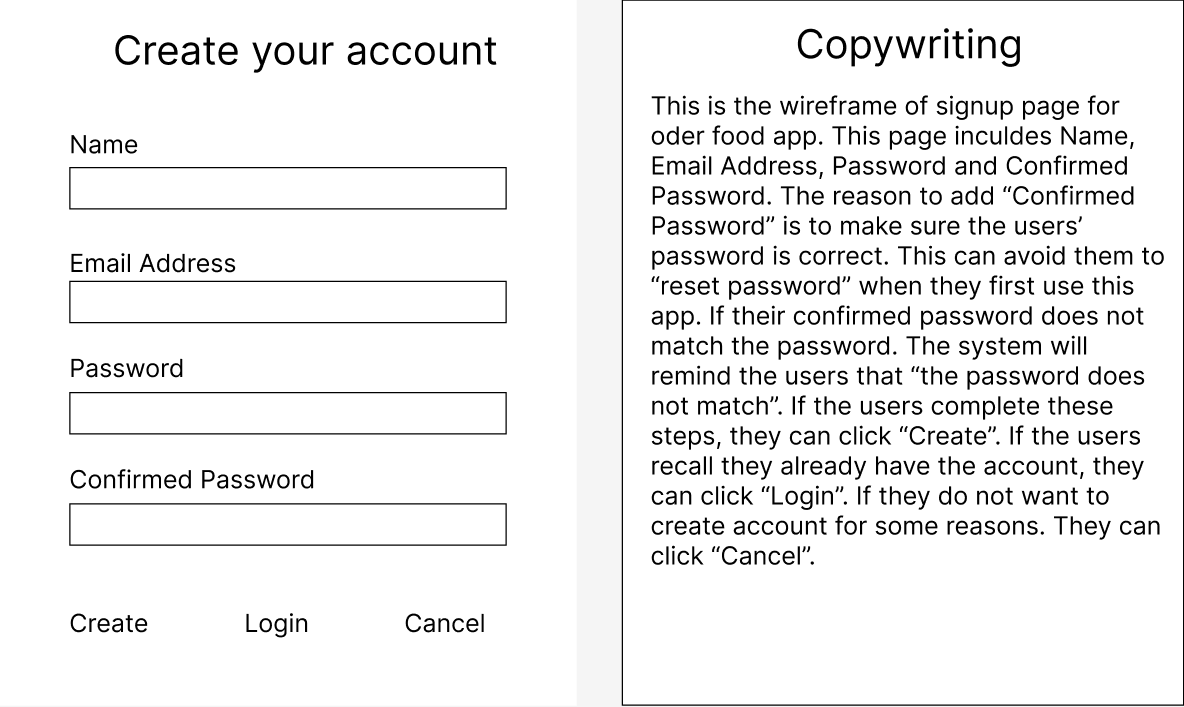 Create your account
Name
Email Address
Password
Confirmed Password
Create
Login
Cancel
Copywriting
This is the wireframe of signup page for
oder food app. This page inculdes Name,
Email Address, Password and Confirmed
Password. The reason to add “Confirmed
Password” is to make sure the users’
password is correct. This can avoid them to
“reset password” when they first use this
app. If their confirmed password does not
match the password. The system will
remind the users that “the password does
not match”. If the users complete these
steps, they can click “Create”. If the users
recall they already have the account, they
can click “Login”. If they do not want to
create account for some reasons. They can
click “Cancel”.